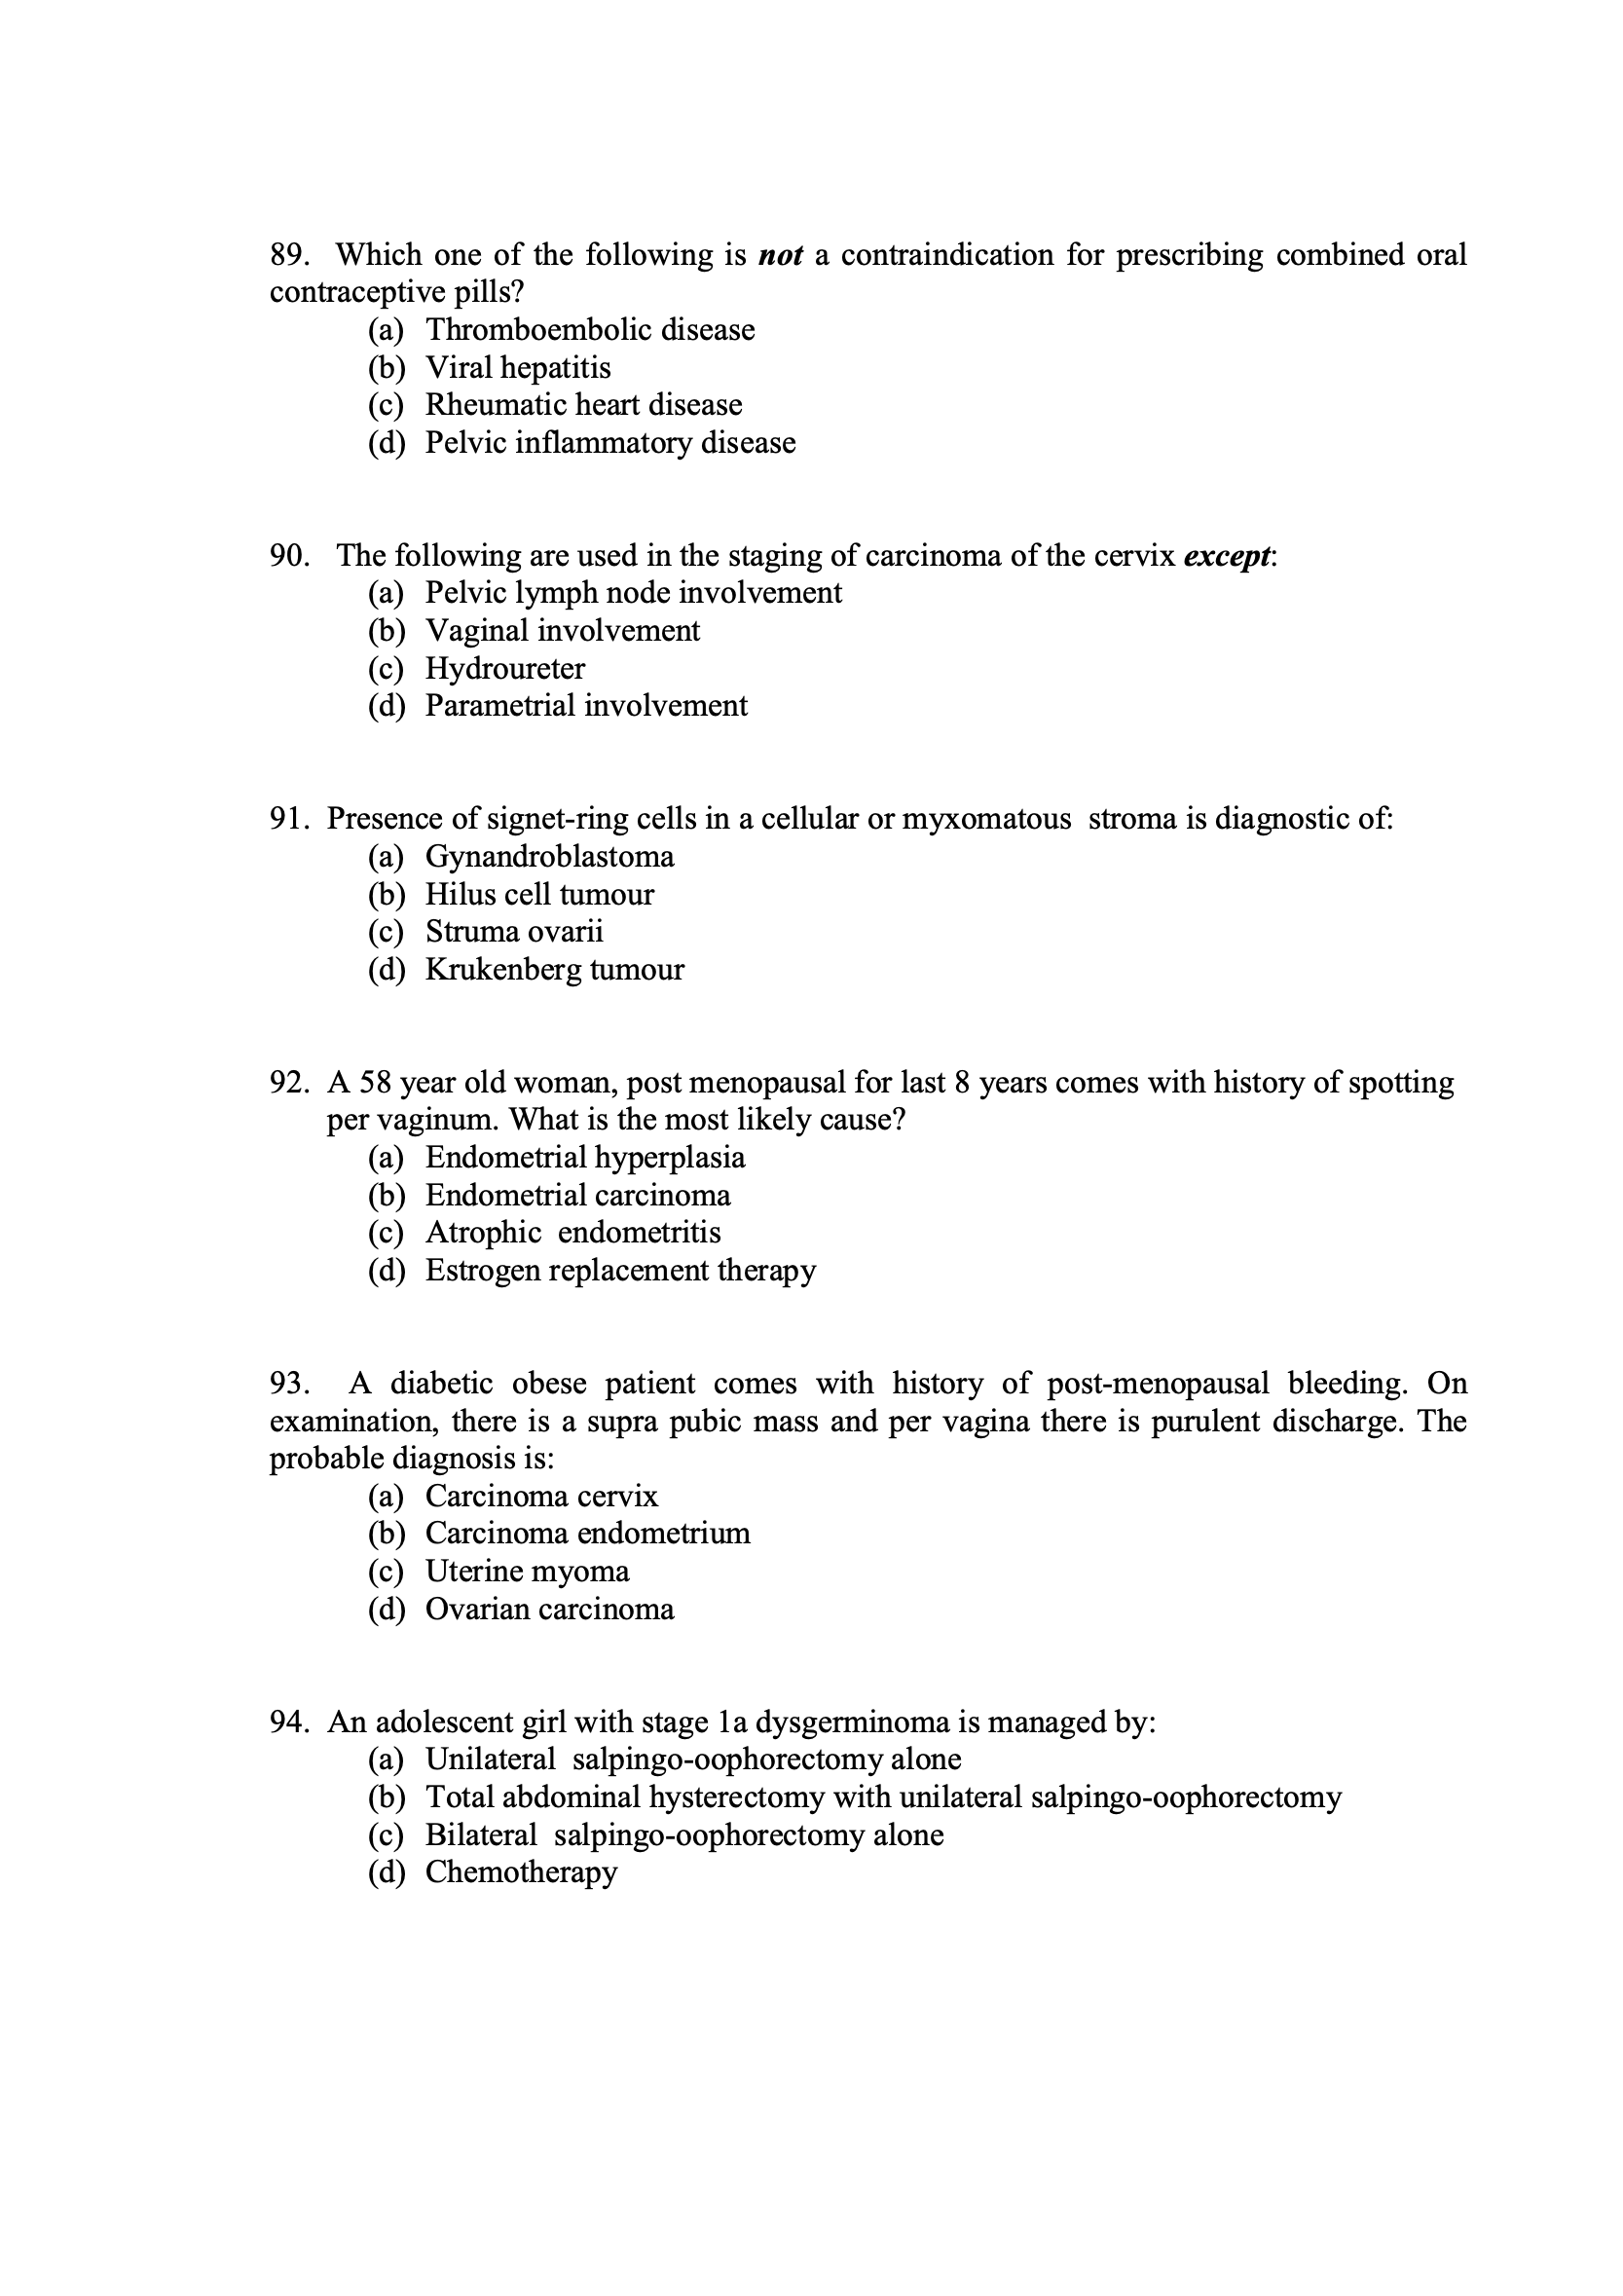 89. Which one of the following is not a contraindication for prescribing combined oral
contraceptive pills?
(a) Thromboembolic disease
(b) Viral hepatitis
(c) Rheumatic heart disease
(d) Pelvic inflammatory disease
90. The following are used in the staging of carcinoma of the cervix except:
(a) Pelvic lymph node involvement
(b) Vaginal involvement
(c) Hydroureter
(d) Parametrial involvement
91. Presence of signet-ring cells in a cellular or myxomatous stroma is diagnostic of:
(a) Gynandroblastoma
(b) Hilus cell tumour
(c) Struma ovarii
(d) Krukenberg tumour
92. A 58 year old woman, post menopausal for last 8 years comes with history of spotting
per vaginum. What is the most likely cause?
(a) Endometrial hyperplasia
(b) Endometrial carcinoma
(c) Atrophic endometritis
(d) Estrogen replacement therapy
93. A diabetic obese patient comes with history of post-menopausal bleeding. On
examination, there is a supra pubic mass and per vagina there is purulent discharge. The
probable diagnosis is:
(a) Carcinoma cervix
(b) Carcinoma endometrium
(c) Uterine myoma
(d) Ovarian carcinoma
94. An adolescent girl with stage 1a dysgerminoma is managed by:
(a) Unilateral salpingo-oophorectomy alone
(b) Total abdominal hysterectomy with unilateral salpingo-oophorectomy
(c) Bilateral salpingo-oophorectomy alone
(d) Chemotherapy